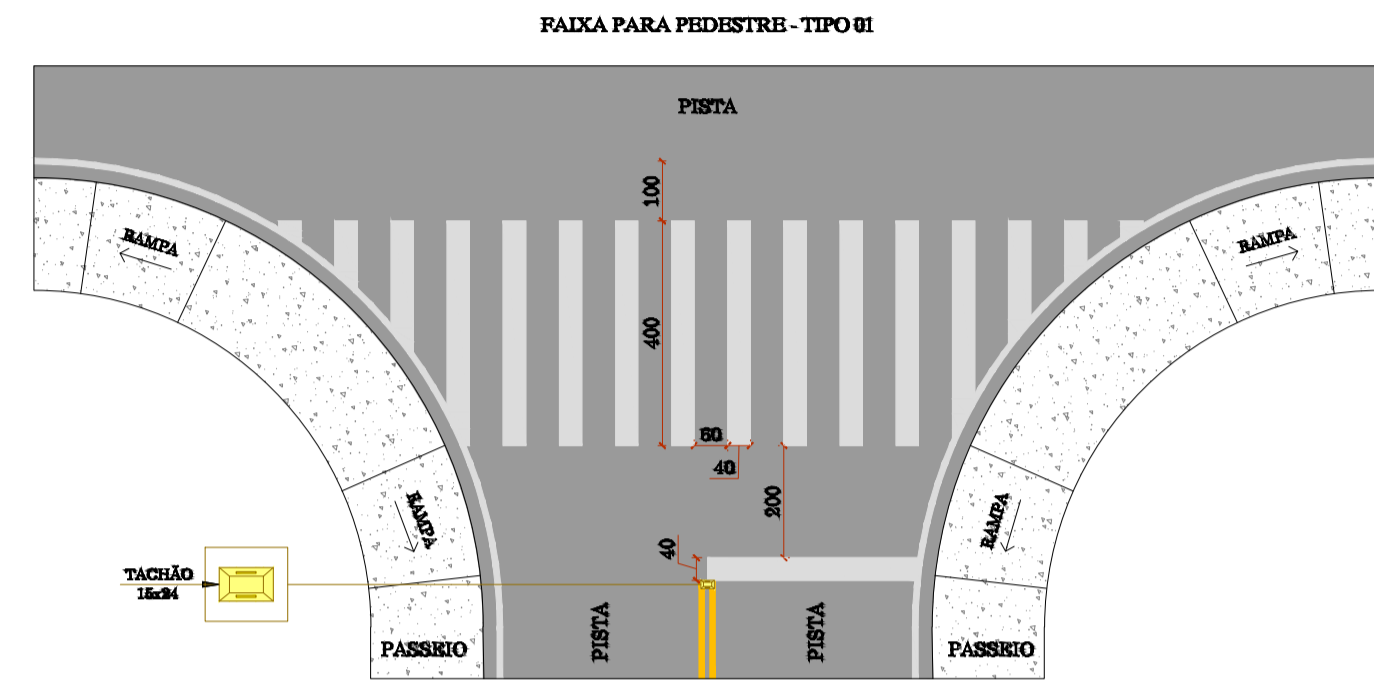 FAIXA PARA PEDESTRE - TIPO 01
PISTA
100
RAMPA
RAMPA
400
60
40
200
RAMPA
RAMPA
40
TACHÃO
15x24
PISTA
PISTA
PASSEIO
PASSEIO